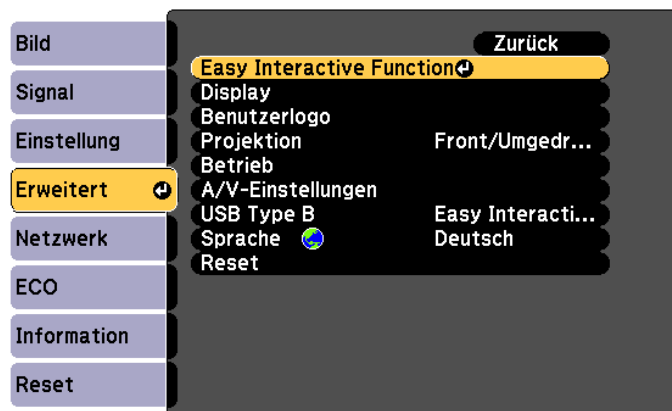 Bild
Signal
Einstellung
Erweitert
Netzwerk
ECO
Information
Reset
Zurück
Easy Interactive Function
Display
Benutzerlogo
Projektion Front/Umgedr...
Betrieb
A/V-Einstellungen
USB Type B Easy Interacti...
Sprache Deutsch
Reset